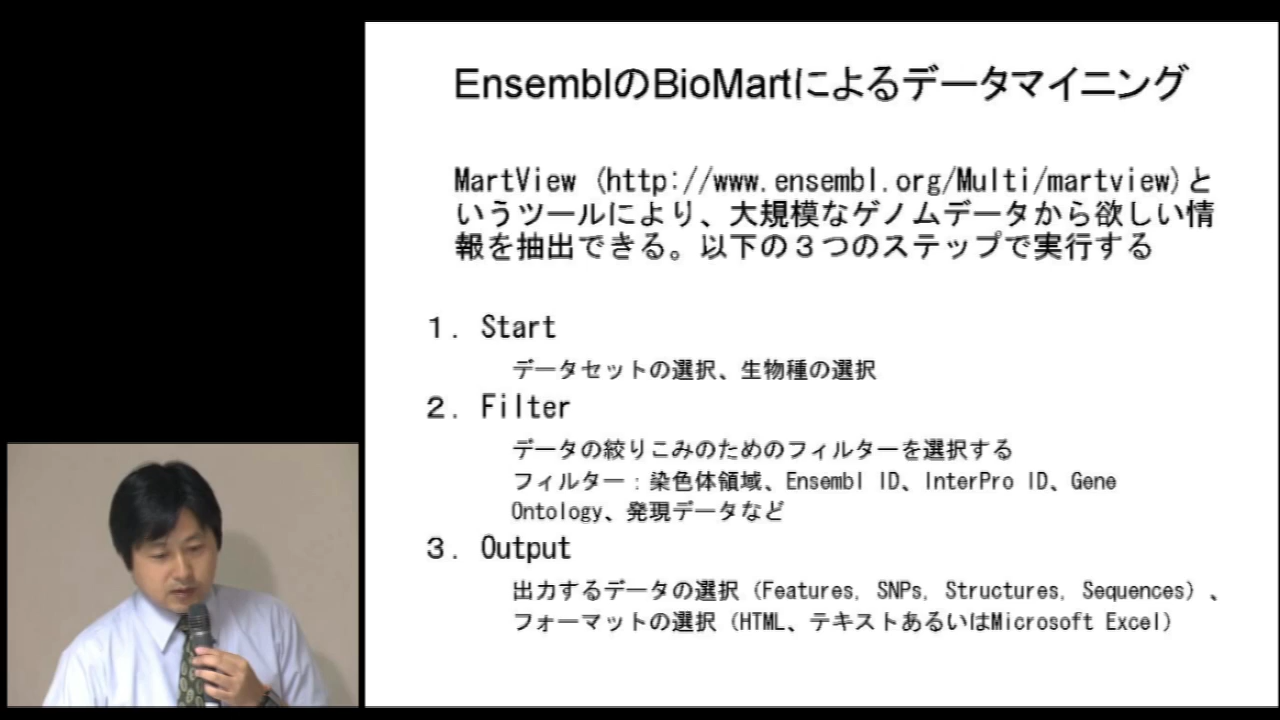 EnsemblのBioMartによるデータマイニング
MartView (http://www.ensembl.org/Multi/martview)と
いうツールにより、大規模なゲノムデータから欲しい情
報を抽出できる。以下の３つのステップで実行する
１. Start
データセットの選択、生物種の選択
２. Filter
データの絞りこみのためのフィルターを選択する
フィルター：染色体領域、Ensembl ID、InterPro ID、Gene
Ontology、発現データなど
３. Output
出力するデータの選択（Features, SNPs, Structures, Sequences）、
フォーマットの選択（HTML、テキストあるいはMicrosoft Excel）